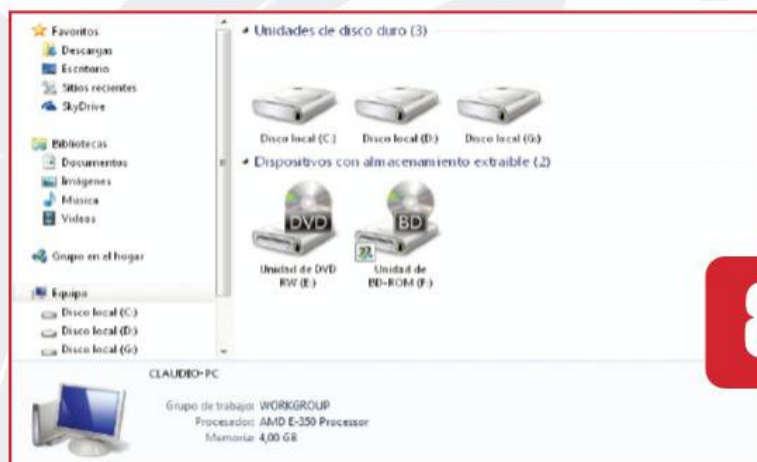 Favoritos
Descargas
Escritorio
Sitios recientes
SkyDrive
Bibliotecas
Documentos
Imágenes
Música
Videos
Grupo en el hogar
Equipo
Disco local (C:)
Disco local (D:)
Disco local (G:)
Unidades de disco duro (3)
Disco local (C:)
Disco local (D:)
Disco local (G:)
Dispositivos con almacenamiento extraíble (2)
DVD
BD
Unidad de DVD
RW (E:)
Unidad de
BD-ROM (F:)
8
CLAUDIO-PC
Grupo de trabajo: WORKGROUP
Procesador: AMD E-350 Processor
Memoria: 4,00 GB